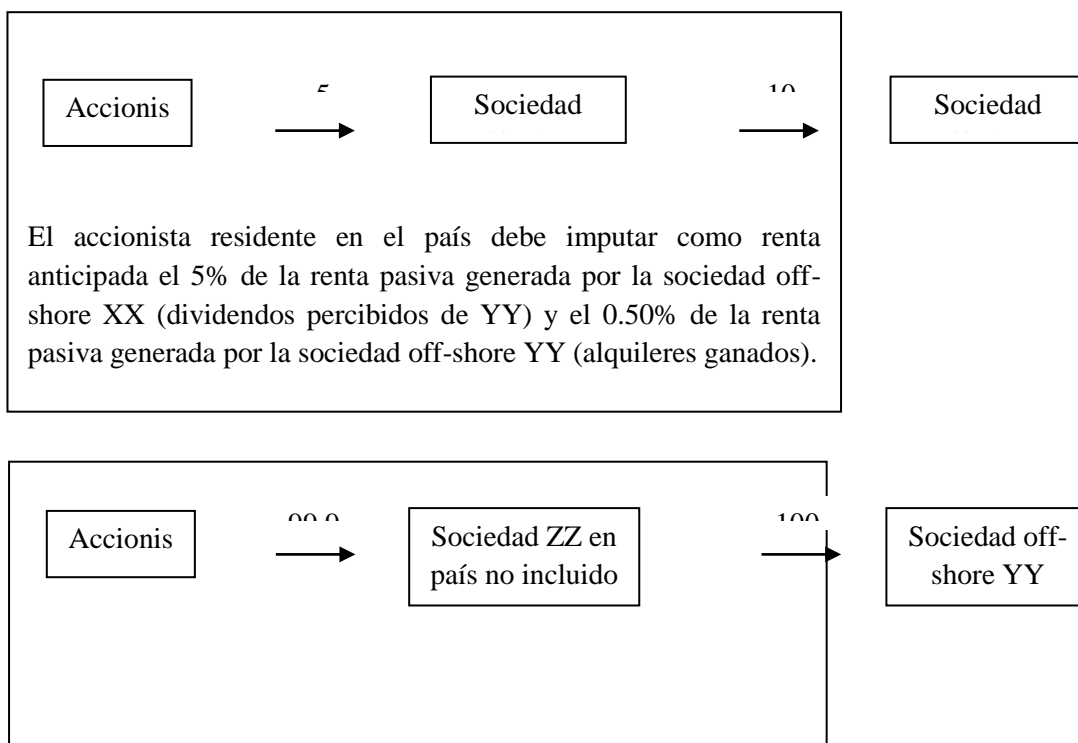 Accionis
Sociedad
Sociedad
El accionista residente en el país debe imputar como renta
anticipada el 5% de la renta pasiva generada por la sociedad off-
shore XX (dividendos percibidos de YY) y el 0.50% de la renta
pasiva generada por la sociedad off-shore YY (alquileres ganados).
Accionis
Sociedad ZZ en
país no incluido
Sociedad off-
shore YY